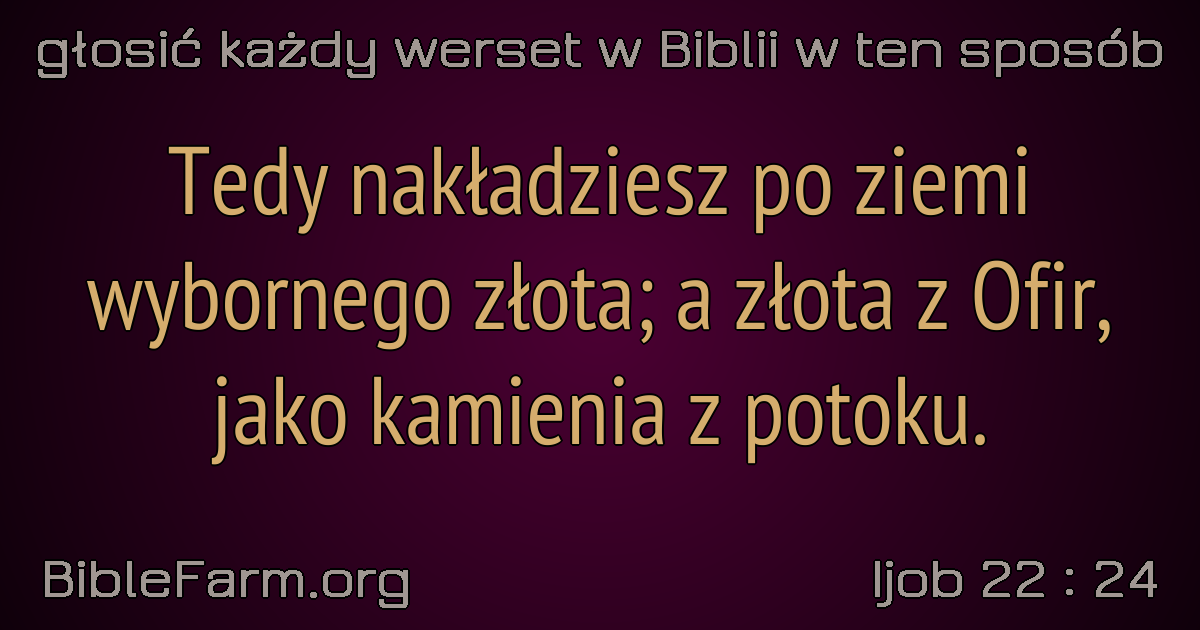 głosić każdy werset w Biblii w ten sposób
Tedy nakładziesz po ziemi
wybornego złota; a złota z Ofir,
jako kamienia z potoku.
BibleFarm.org
Ijob 22 : 24